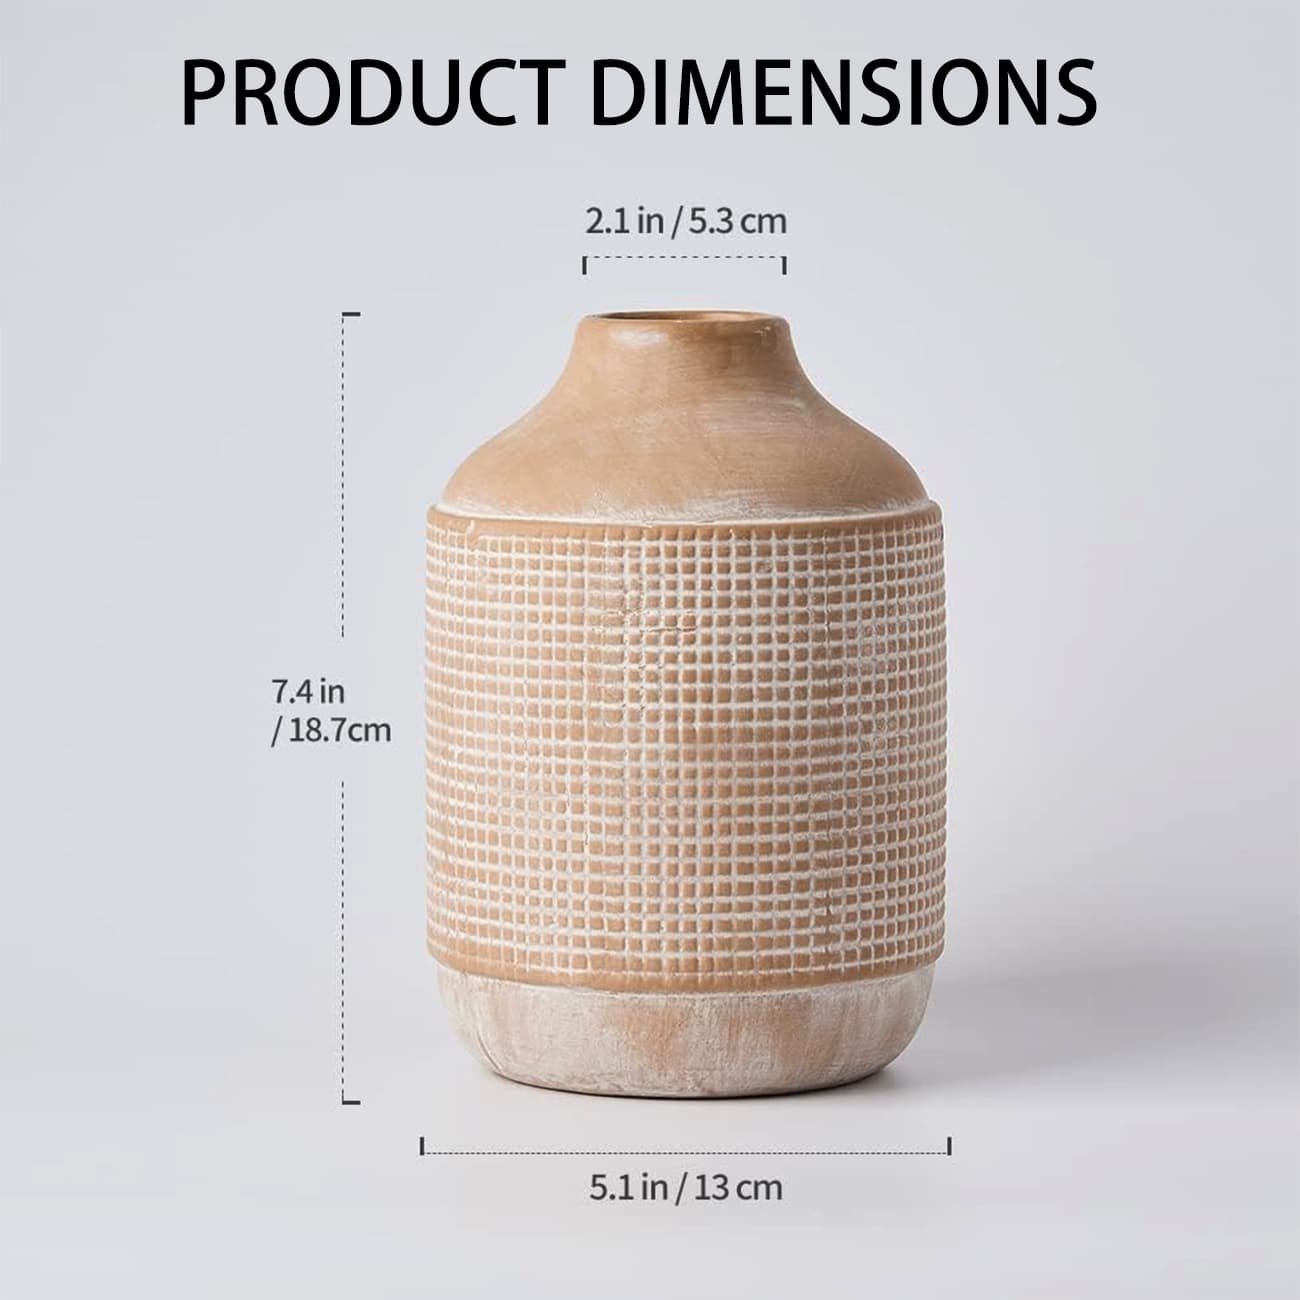 PRODUCT DIMENSIONS
2.1 in / 5.3 cm
7.4 in
/ 18.7cm
5.1 in / 13 cm